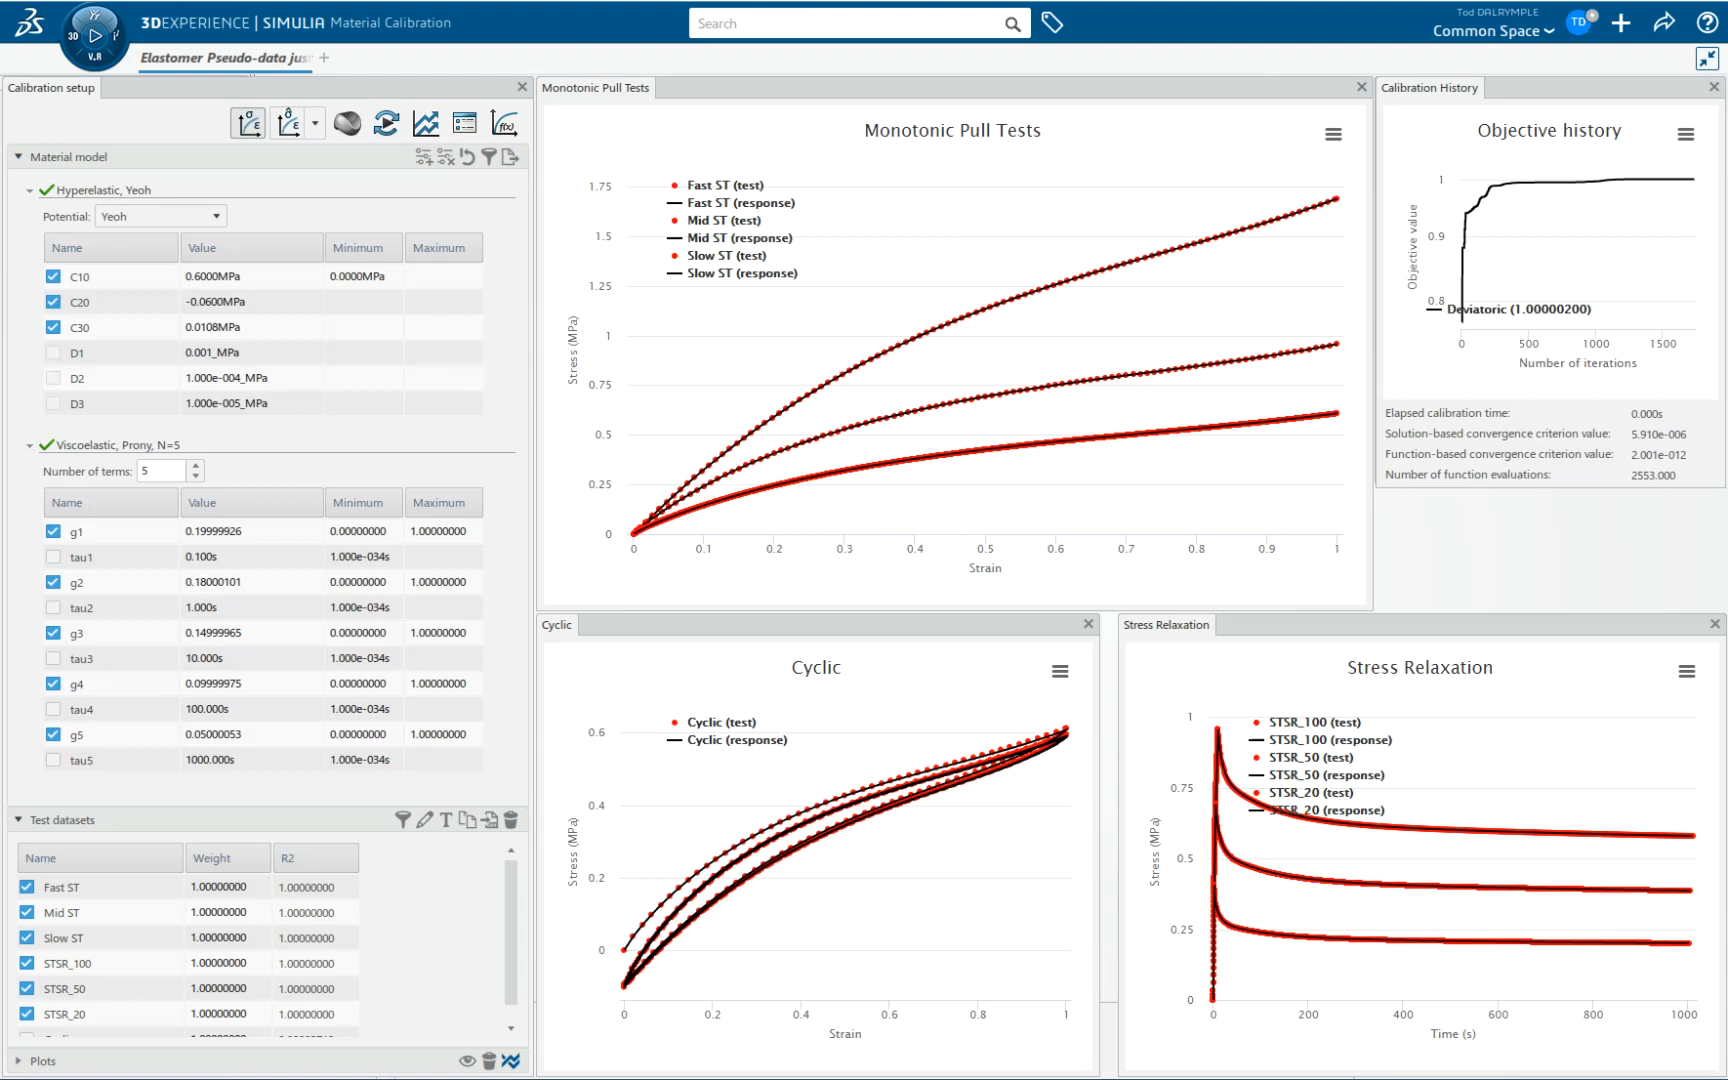 3DEXPERIENCE | SIMULIA Material Calibration
Search
Tod DALRYMPLE
Common Space
TD
3D
V.R
Elastomer Pseudo-data jus
Calibration setup
Material model
Hyperelastic, Yeoh
Potential: Yeoh
Name Value Minimum Maximum
C10 0.6000MPa 0.0000MPa
C20 -0.0600MPa
C30 0.0108MPa
D1 0.001_MPa
D2 1.000e-004_MPa
D3 1.000e-005_MPa
Viscoelastic, Prony, N=5
Number of terms: 5
Name Value Minimum Maximum
g1 0.19999926 0.00000000 1.00000000
tau1 0.100s 1.000e-034s
g2 0.18000101 0.00000000 1.00000000
tau2 1.000s 1.000e-034s
g3 0.14999965 0.00000000 1.00000000
tau3 10.000s 1.000e-034s
g4 0.09999975 0.00000000 1.00000000
tau4 100.000s 1.000e-034s
g5 0.05000053 0.00000000 1.00000000
tau5 1000.000s 1.000e-034s
Test datasets
Name Weight R2
Fast ST 1.00000000 1.00000000
Mid ST 1.00000000 1.00000000
Slow ST 1.00000000 1.00000000
STSR_100 1.00000000 1.00000000
STSR_50 1.00000000 1.00000000
STSR_20 1.00000000 1.00000000
Plots
Monotonic Pull Tests
Monotonic Pull Tests
Fast ST (test)
Fast ST (response)
Mid ST (test)
Mid ST (response)
Slow ST (test)
Slow ST (response)
1.75
1.5
1.25
1
0.75
0.5
0.25
0
Stress (MPa)
0 0.1 0.2 0.3 0.4 0.5 0.6 0.7 0.8 0.9 1
Strain
Calibration History
Objective history
1
0.9
0.8
Objective value
Deviatoric (1.00000200)
0 500 1000 1500
Number of iterations
Elapsed calibration time: 0.000s
Solution-based convergence criterion value: 5.910e-006
Function-based convergence criterion value: 2.001e-012
Number of function evaluations: 2553.000
Cyclic
Cyclic
Cyclic (test)
Cyclic (response)
0.6
0.4
0.2
0
Stress (MPa)
0 0.2 0.4 0.6 0.8 1
Strain
Stress Relaxation
Stress Relaxation
STSR_100 (test)
STSR_100 (response)
STSR_50 (test)
STSR_50 (response)
STSR_20 (test)
STSR_20 (response)
1
0.75
0.5
0.25
0
Stress (MPa)
0 200 400 600 800 1000
Time (s)